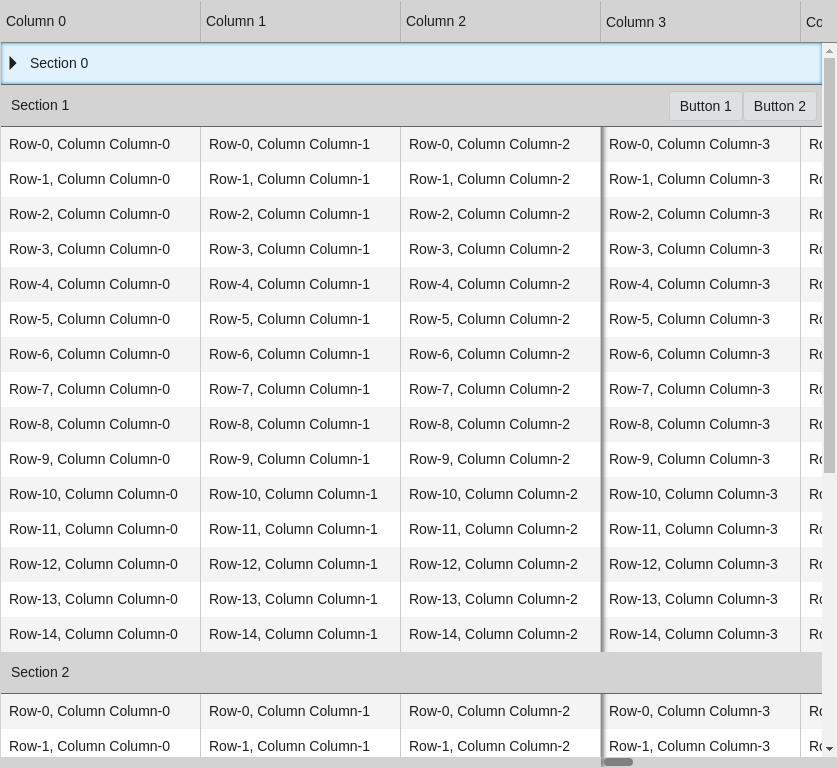 Column 0 Column 1 Column 2 Column 3 Co
Section 0
Section 1 Button 1 Button 2
Row-0, Column Column-0 Row-0, Column Column-1 Row-0, Column Column-2 Row-0, Column Column-3 Ro
Row-1, Column Column-0 Row-1, Column Column-1 Row-1, Column Column-2 Row-1, Column Column-3 Ro
Row-2, Column Column-0 Row-2, Column Column-1 Row-2, Column Column-2 Row-2, Column Column-3 Ro
Row-3, Column Column-0 Row-3, Column Column-1 Row-3, Column Column-2 Row-3, Column Column-3 Ro
Row-4, Column Column-0 Row-4, Column Column-1 Row-4, Column Column-2 Row-4, Column Column-3 Ro
Row-5, Column Column-0 Row-5, Column Column-1 Row-5, Column Column-2 Row-5, Column Column-3 Ro
Row-6, Column Column-0 Row-6, Column Column-1 Row-6, Column Column-2 Row-6, Column Column-3 Ro
Row-7, Column Column-0 Row-7, Column Column-1 Row-7, Column Column-2 Row-7, Column Column-3 Ro
Row-8, Column Column-0 Row-8, Column Column-1 Row-8, Column Column-2 Row-8, Column Column-3 Ro
Row-9, Column Column-0 Row-9, Column Column-1 Row-9, Column Column-2 Row-9, Column Column-3 Ro
Row-10, Column Column-0 Row-10, Column Column-1 Row-10, Column Column-2 Row-10, Column Column-3 Ro
Row-11, Column Column-0 Row-11, Column Column-1 Row-11, Column Column-2 Row-11, Column Column-3 Ro
Row-12, Column Column-0 Row-12, Column Column-1 Row-12, Column Column-2 Row-12, Column Column-3 Ro
Row-13, Column Column-0 Row-13, Column Column-1 Row-13, Column Column-2 Row-13, Column Column-3 Ro
Row-14, Column Column-0 Row-14, Column Column-1 Row-14, Column Column-2 Row-14, Column Column-3 Ro
Section 2
Row-0, Column Column-0 Row-0, Column Column-1 Row-0, Column Column-2 Row-0, Column Column-3 Ro
Row-1, Column Column-0 Row-1, Column Column-1 Row-1, Column Column-2 Row-1, Column Column-3 Ro